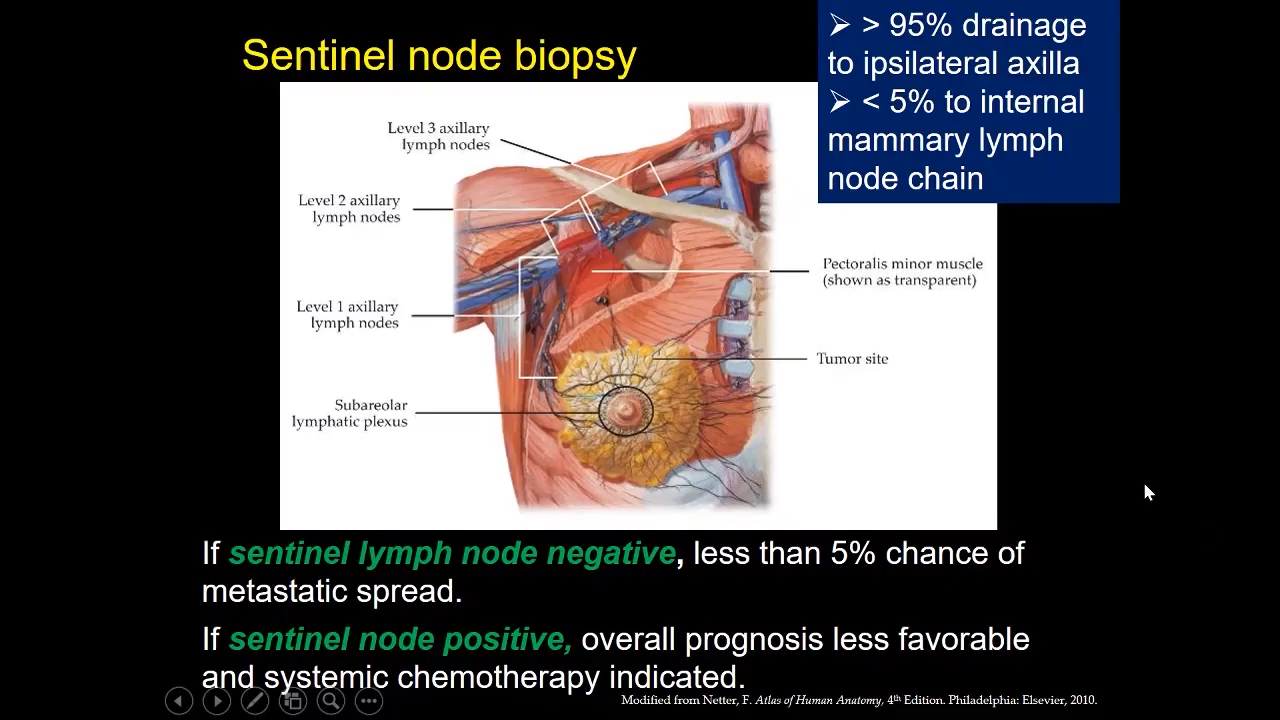 Sentinel node biopsy
➢ > 95% drainage
to ipsilateral axilla
➢ < 5% to internal
mammary lymph
node chain
Level 3 axillary
lymph nodes
Level 2 axillary
lymph nodes
Level 1 axillary
lymph nodes
Subareolar
lymphatic plexus
Pectoralis minor muscle
(shown as transparent)
Tumor site
If sentinel lymph node negative, less than 5% chance of
metastatic spread.
If sentinel node positive, overall prognosis less favorable
and systemic chemotherapy indicated.
Modified from Netter, F. Atlas of Human Anatomy, 4th Edition. Philadelphia: Elsevier, 2010.